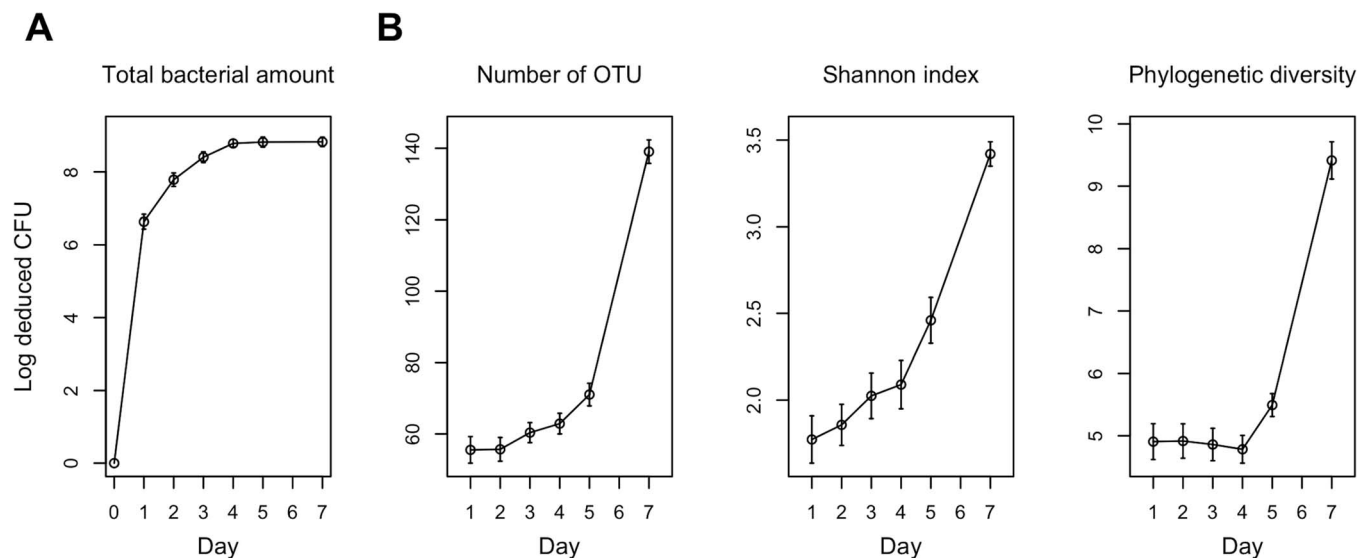 A
B
Total bacterial amount
Number of OTU
Shannon index
Phylogenetic diversity
Log deduced CFU
8
6
4
2
0
0 1 2 3 4 5 6 7
Day
140
120
100
80
60
1 2 3 4 5 6 7
Day
3.5
3.0
2.5
2.0
1 2 3 4 5 6 7
Day
10
9
8
7
6
5
1 2 3 4 5 6 7
Day